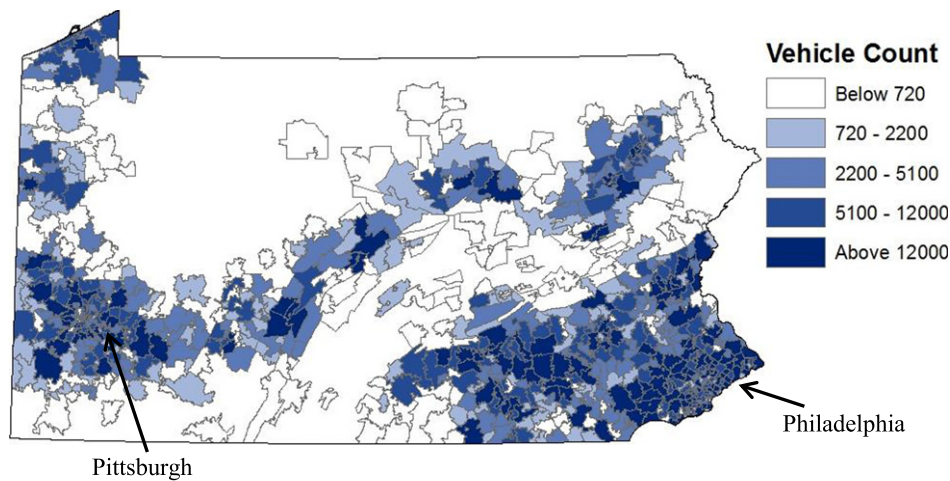 Vehicle Count
Below 720
720 - 2200
2200 - 5100
5100 - 12000
Above 12000
Philadelphia
Pittsburgh